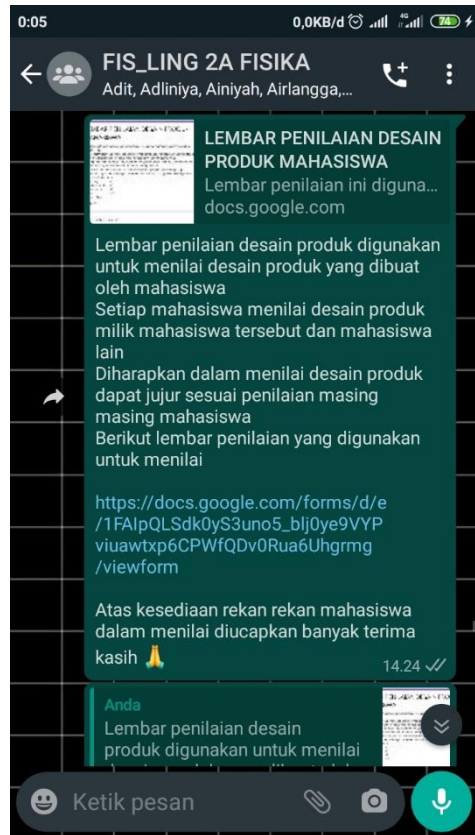 0:05
0,0KB/d 4G 74
FIS_LING 2A FISIKA
Adit, Adliniya, Ainiyah, Airlangga,...
LEMBAR PENILAIAN DESAIN
PRODUK MAHASISWA
Lembar penilaian ini diguna...
docs.google.com
Lembar penilaian desain produk digunakan
untuk menilai desain produk yang dibuat
oleh mahasiswa
Setiap mahasiswa menilai desain produk
milik mahasiswa tersebut dan mahasiswa
lain
Diharapkan dalam menilai desain produk
dapat jujur sesuai penilaian masing
masing mahasiswa
Berikut lembar penilaian yang digunakan
untuk menilai
https://docs.google.com/forms/d/e
/1FAIpQLSdk0yS3uno5_blj0ye9VYP
viuawtxp6CPWfQDv0Rua6Uhgrmg
/viewform
Atas kesediaan rekan rekan mahasiswa
dalam menilai diucapkan banyak terima
kasih 🙏
14.24
Anda
Lembar penilaian desain
produk digunakan untuk menilai
Ketik pesan